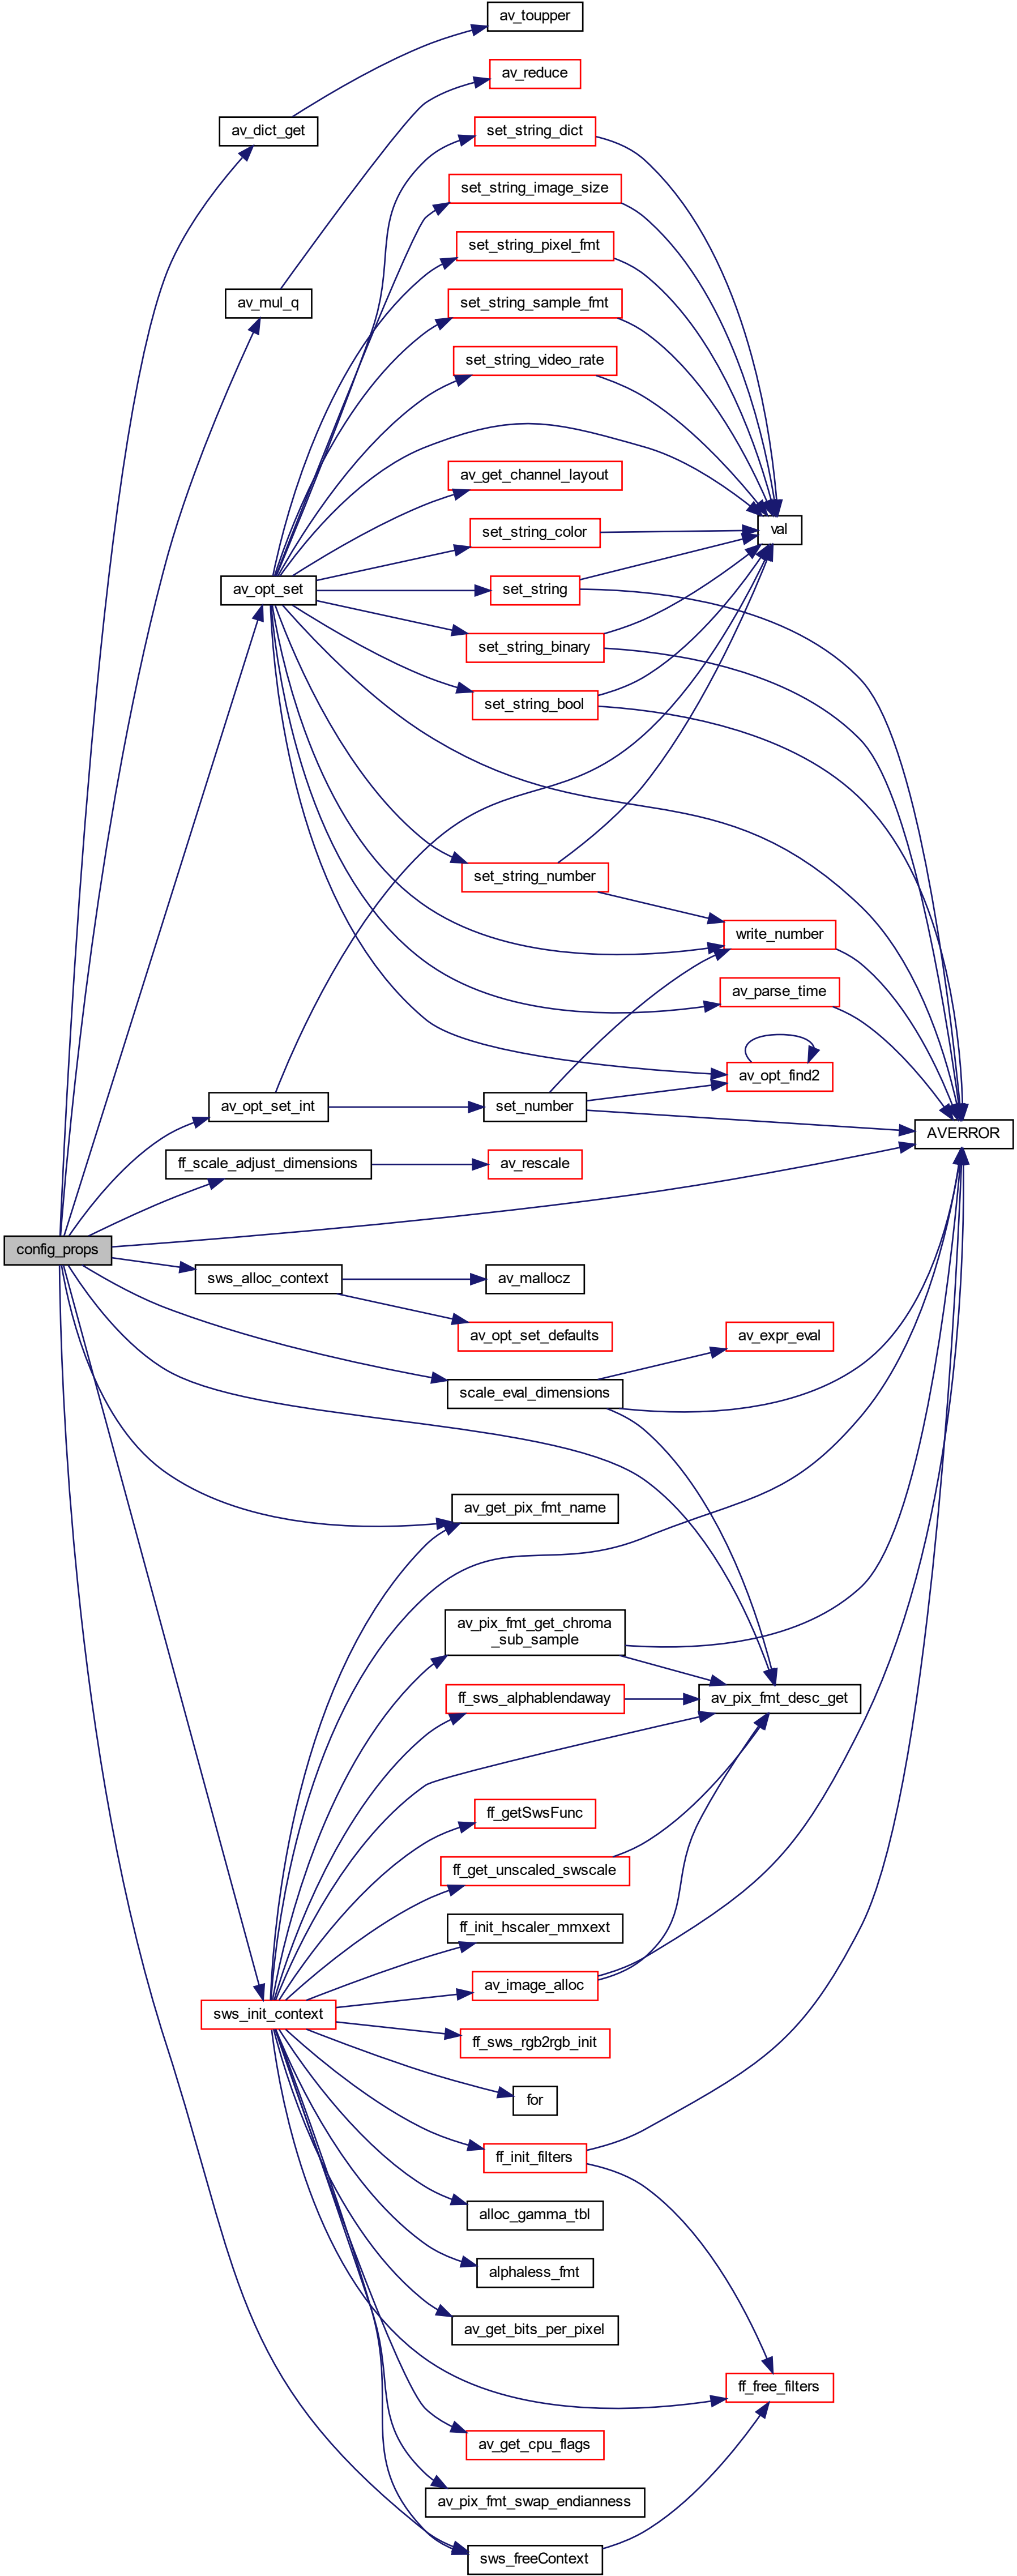 av_toupper
av_reduce
av_dict_get
set_string_dict
set_string_image_size
set_string_pixel_fmt
av_mul_q
set_string_sample_fmt
set_string_video_rate
av_get_channel_layout
set_string_color
val
av_opt_set
set_string
set_string_binary
set_string_bool
set_string_number
write_number
av_parse_time
av_opt_find2
av_opt_set_int
set_number
AVERROR
ff_scale_adjust_dimensions
av_rescale
config_props
sws_alloc_context
av_mallocz
av_opt_set_defaults
av_expr_eval
scale_eval_dimensions
av_get_pix_fmt_name
av_pix_fmt_get_chroma
_sub_sample
ff_sws_alphablendaway
av_pix_fmt_desc_get
ff_getSwsFunc
ff_get_unscaled_swscale
ff_init_hscaler_mmxext
av_image_alloc
sws_init_context
ff_sws_rgb2rgb_init
for
ff_init_filters
alloc_gamma_tbl
alphaless_fmt
av_get_bits_per_pixel
ff_free_filters
av_get_cpu_flags
av_pix_fmt_swap_endianness
sws_freeContext